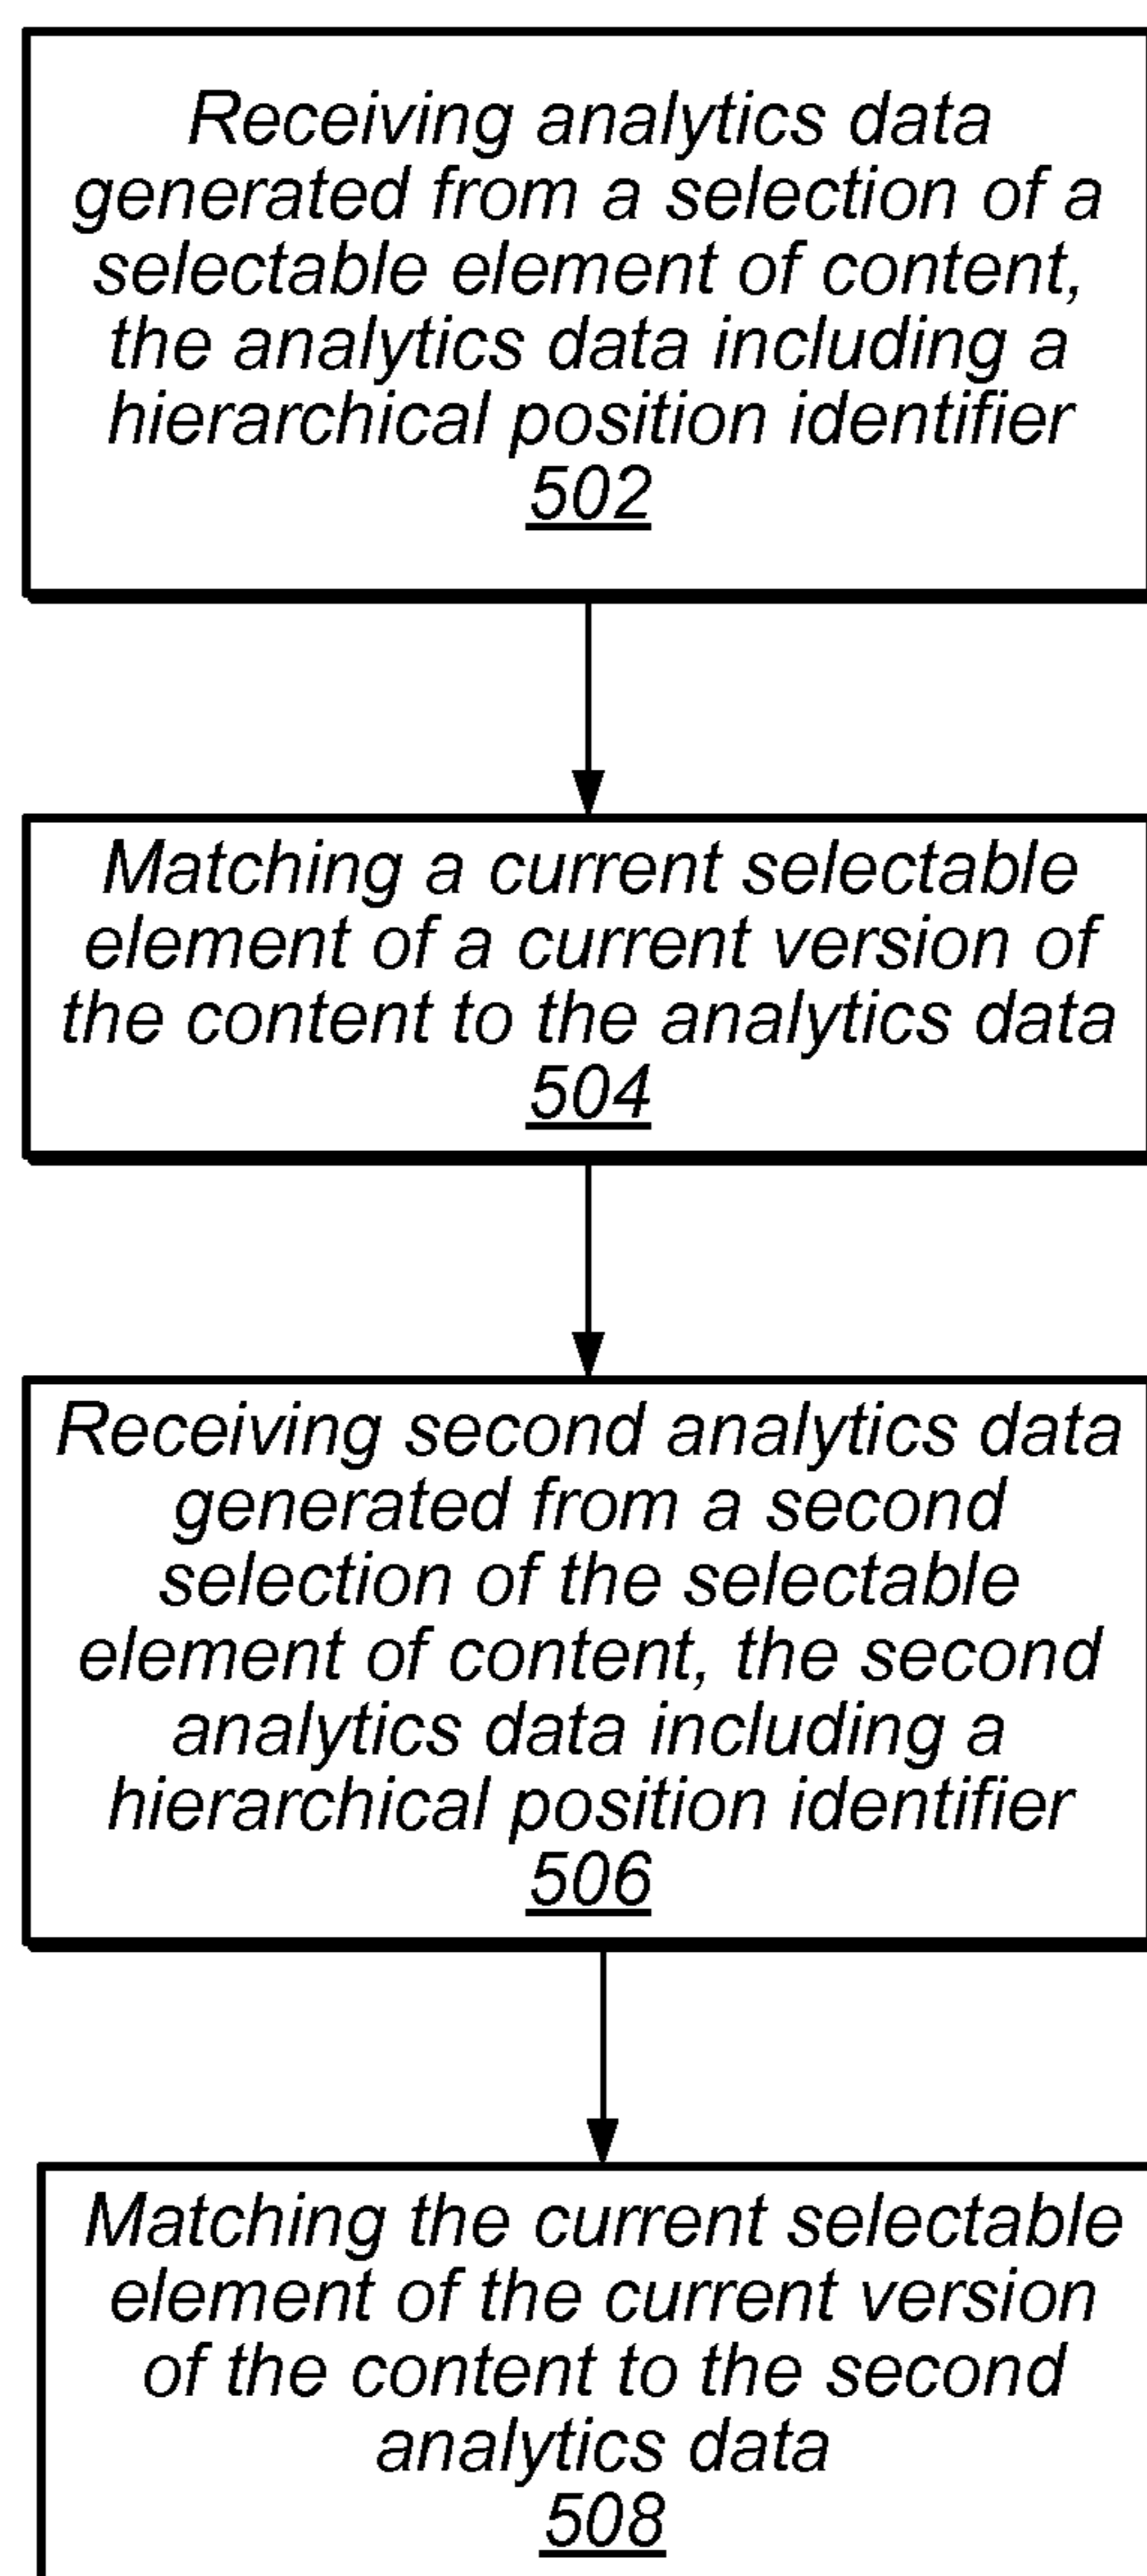 Receiving analytics data
generated from a selection of a
selectable element of content,
the analytics data including a
hierarchical position identifier
502
Matching a current selectable
element of a current version of
the content to the analytics data
504
Receiving second analytics data
generated from a second
selection of the selectable
element of content, the second
analytics data including a
hierarchical position identifier
506
Matching the current selectable
element of the current version
of the content to the second
analytics data
508